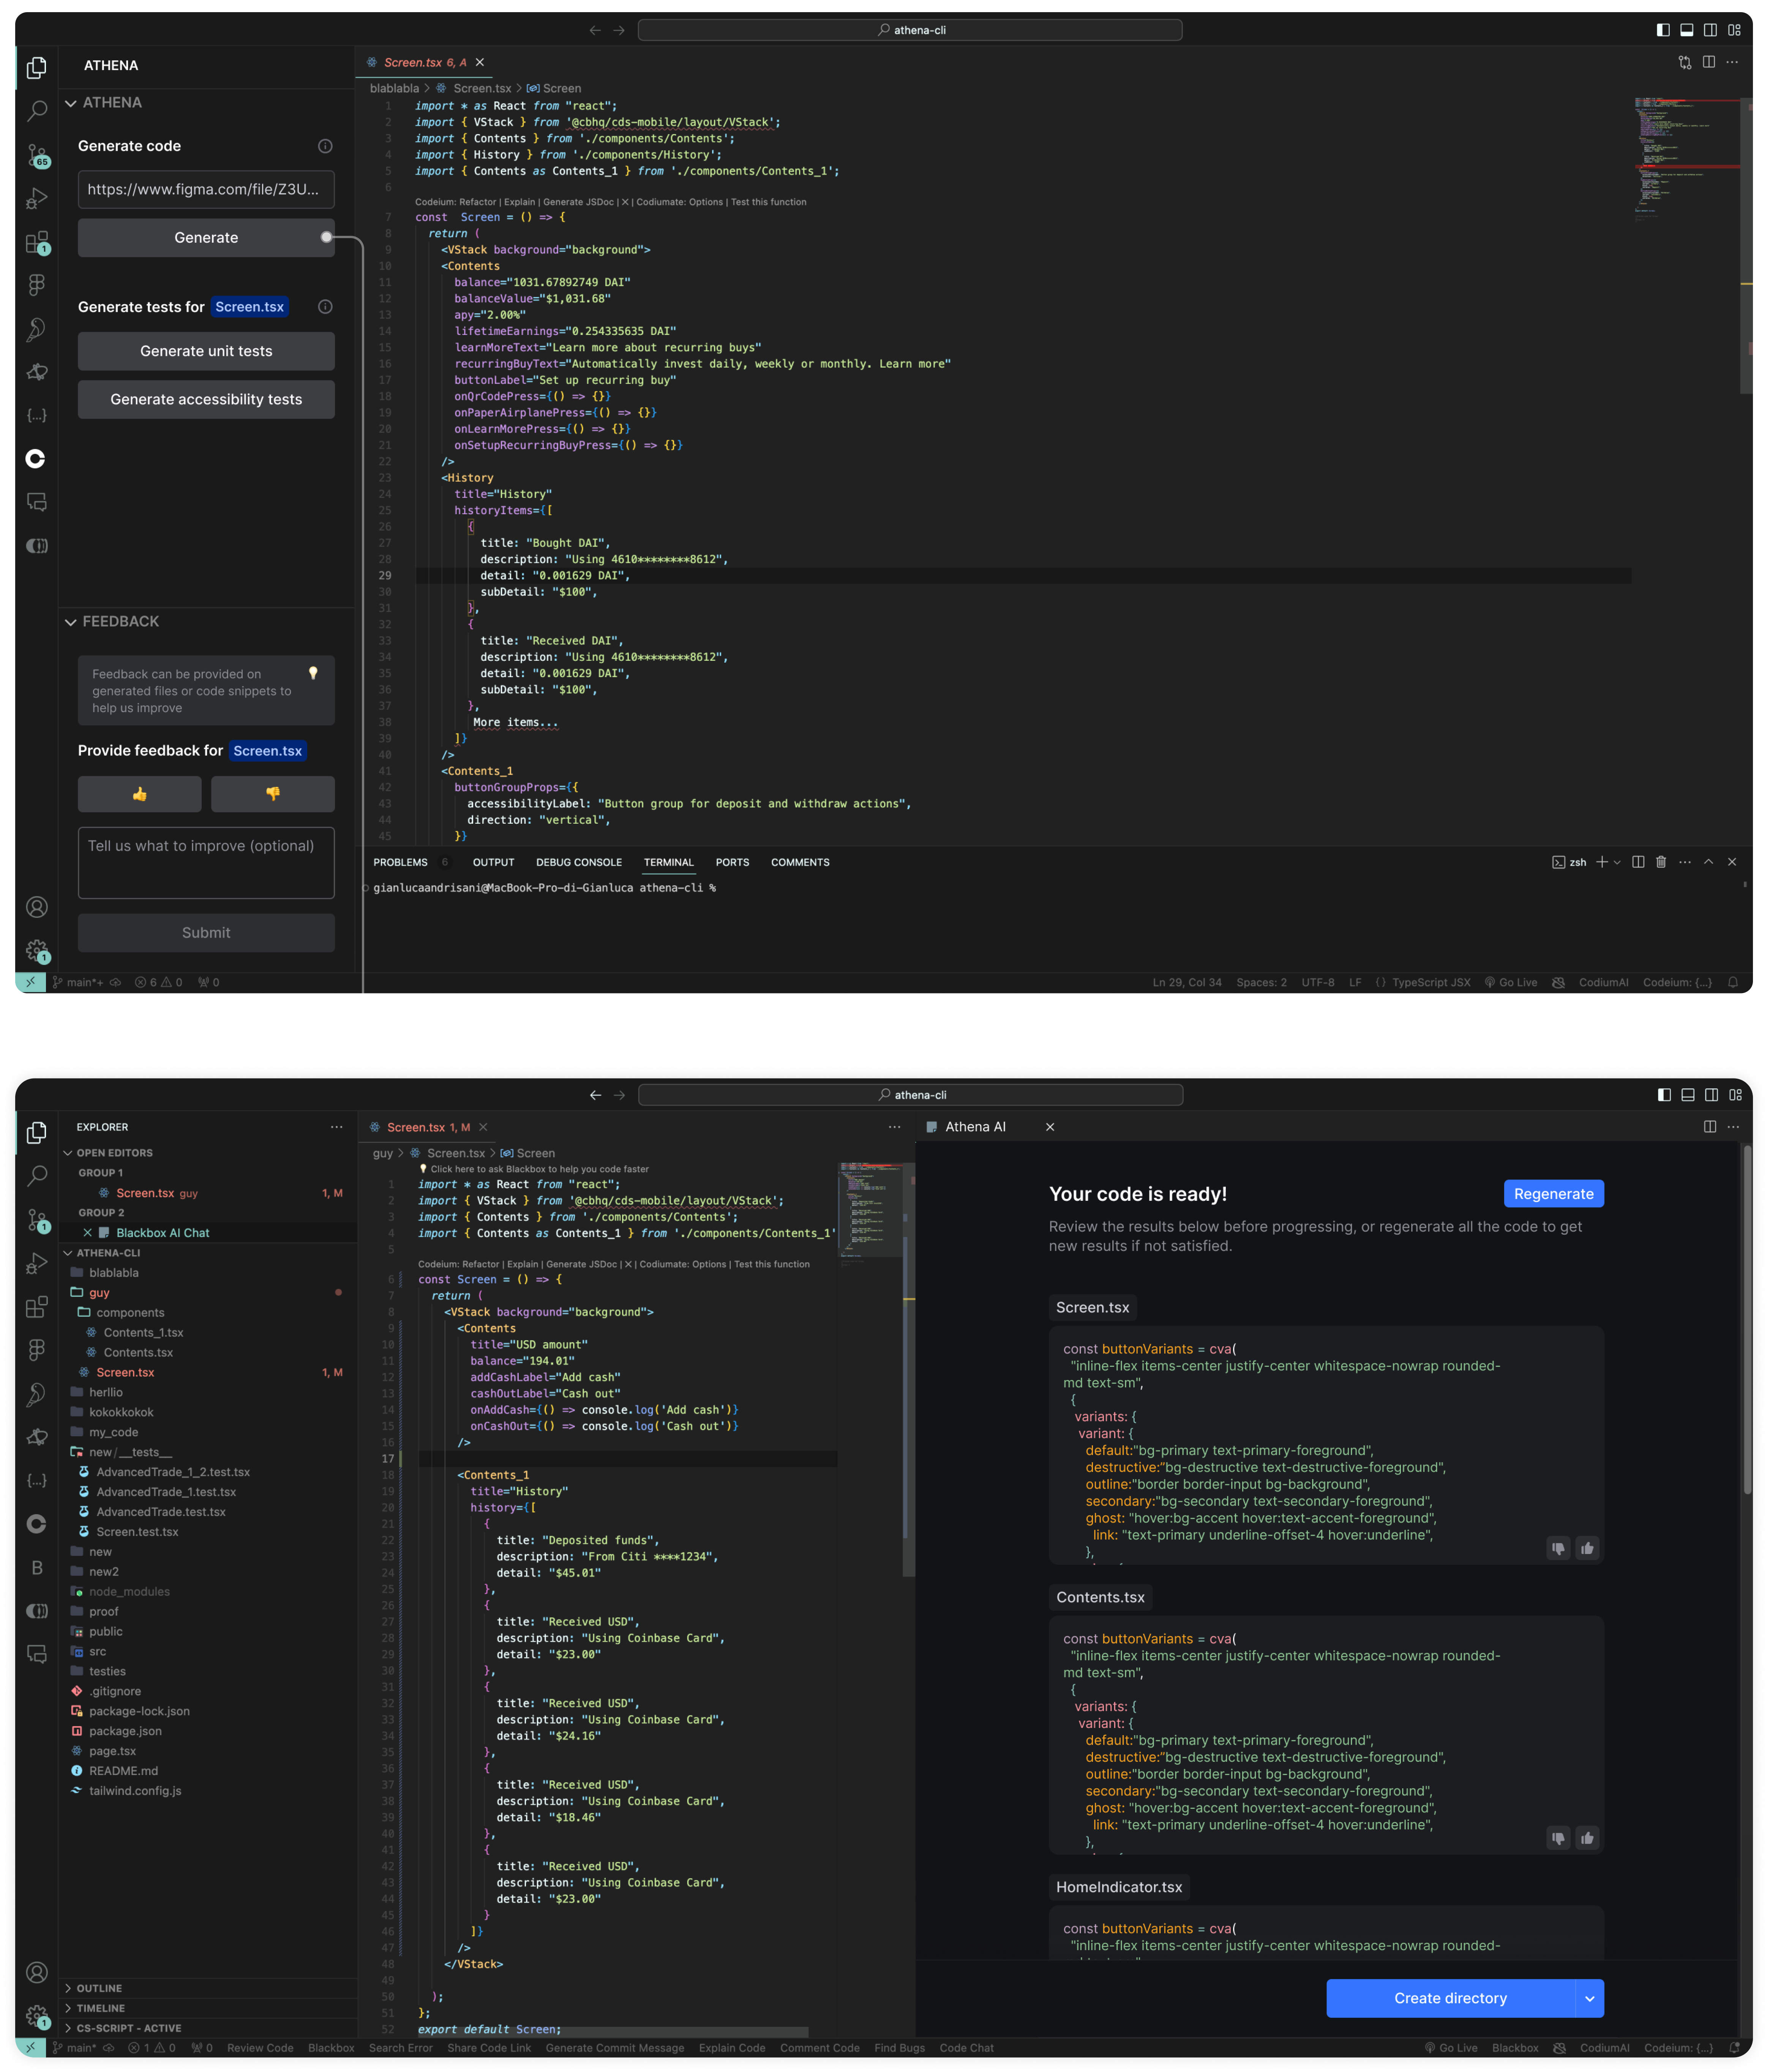 athena-cli
ATHENA
ATHENA
Generate code
https://www.figma.com/file/Z3U...
Generate
Generate tests for Screen.tsx
Generate unit tests
Generate accessibility tests
FEEDBACK
Feedback can be provided on
generated files or code snippets to
help us improve
Provide feedback for Screen.tsx
Tell us what to improve (optional)
Submit
65
1
1
Screen.tsx 6, A
blablabla > Screen.tsx > Screen
1 import * as React from "react";
2 import { VStack } from '@cbhq/cds-mobile/layout/VStack';
3 import { Contents } from './components/Contents';
4 import { History } from './components/History';
5 import { Contents as Contents_1 } from './components/Contents_1';
6
Codeium: Refactor | Explain | Generate JSDoc | X | Codiumate: Options | Test this function
7 const Screen = () => {
8 return (
9 <VStack background="background">
10 <Contents
11 balance="1031.67892749 DAI"
12 balanceValue="$1,031.68"
13 apy="2.00%"
14 lifetimeEarnings="0.254335635 DAI"
15 learnMoreText="Learn more about recurring buys"
16 recurringBuyText="Automatically invest daily, weekly or monthly. Learn more"
17 buttonLabel="Set up recurring buy"
18 onQrCodePress={() => {}}
19 onPaperAirplanePress={() => {}}
20 onLearnMorePress={() => {}}
21 onSetupRecurringBuyPress={() => {}}
22 />
23 <History
24 title="History"
25 historyItems={[
26 {
27 title: "Bought DAI",
28 description: "Using 4610********8612",
29 detail: "0.001629 DAI",
30 subDetail: "$100",
31 },
32 {
33 title: "Received DAI",
34 description: "Using 4610********8612",
35 detail: "0.001629 DAI",
36 subDetail: "$100",
37 },
38 More items...
39 ]}
40 />
41 <Contents_1
42 buttonGroupProps={{
43 accessibilityLabel: "Button group for deposit and withdraw actions",
44 direction: "vertical",
45 }}
PROBLEMS 6 OUTPUT DEBUG CONSOLE TERMINAL PORTS COMMENTS zsh
gianlucaandrisani@MacBook-Pro-di-Gianluca athena-cli %
main*+ 6 0 0 Ln 29, Col 34 Spaces: 2 UTF-8 LF {} TypeScript JSX Go Live CodiumAI Codeium: {...}
athena-cli
EXPLORER
OPEN EDITORS
GROUP 1
Screen.tsx guy 1, M
GROUP 2
Blackbox AI Chat
ATHENA-CLI
blablabla
guy
components
Contents_1.tsx
Contents.tsx
Screen.tsx 1, M
herllio
kokokkokok
my_code
new/__tests__
AdvancedTrade_1_2.test.tsx
AdvancedTrade_1.test.tsx
AdvancedTrade.test.tsx
Screen.test.tsx
new
new2
node_modules
proof
public
src
testies
.gitignore
package-lock.json
package.json
page.tsx
README.md
tailwind.config.js
OUTLINE
TIMELINE
CS-SCRIPT - ACTIVE
1
B
1
Screen.tsx 1, M
guy > Screen.tsx > Screen
Click here to ask Blackbox to help you code faster
1 import * as React from "react";
2 import { VStack } from '@cbhq/cds-mobile/layout/VStack';
3 import { Contents } from './components/Contents';
4 import { Contents as Contents_1 } from './components/Contents_1'
5
Codeium: Refactor | Explain | Generate JSDoc | X | Codiumate: Options | Test this function
6 const Screen = () => {
7 return (
8 <VStack background="background">
9 <Contents
10 title="USD amount"
11 balance="194.01"
12 addCashLabel="Add cash"
13 cashOutLabel="Cash out"
14 onAddCash={() => console.log('Add cash')}
15 onCashOut={() => console.log('Cash out')}
16 />
17
18 <Contents_1
19 title="History"
20 history={[
21 {
22 title: "Deposited funds",
23 description: "From Citi ****1234",
24 detail: "$45.01"
25 },
26 {
27 title: "Received USD",
28 description: "Using Coinbase Card",
29 detail: "$23.00"
30 },
31 {
32 title: "Received USD",
33 description: "Using Coinbase Card",
34 detail: "$24.16"
35 },
36 {
37 title: "Received USD",
38 description: "Using Coinbase Card",
39 detail: "$18.46"
40 },
41 {
42 title: "Received USD",
43 description: "Using Coinbase Card",
44 detail: "$23.00"
45 }
46 ]}
47 />
48 </VStack>
49
50 );
51 };
52 export default Screen;
Athena AI
Your code is ready!
Regenerate
Review the results below before progressing, or regenerate all the code to get
new results if not satisfied.
Screen.tsx
const buttonVariants = cva(
"inline-flex items-center justify-center whitespace-nowrap rounded-
md text-sm",
{
variants: {
variant: {
default:"bg-primary text-primary-foreground",
destructive:"bg-destructive text-destructive-foreground",
outline:"border border-input bg-background",
secondary:"bg-secondary text-secondary-foreground",
ghost: "hover:bg-accent hover:text-accent-foreground",
link: "text-primary underline-offset-4 hover:underline",
},
Contents.tsx
const buttonVariants = cva(
"inline-flex items-center justify-center whitespace-nowrap rounded-
md text-sm",
{
variants: {
variant: {
default:"bg-primary text-primary-foreground",
destructive:"bg-destructive text-destructive-foreground",
outline:"border border-input bg-background",
secondary:"bg-secondary text-secondary-foreground",
ghost: "hover:bg-accent hover:text-accent-foreground",
link: "text-primary underline-offset-4 hover:underline",
},
HomeIndicator.tsx
const buttonVariants = cva(
"inline-flex items-center justify-center whitespace-nowrap rounded-
Create directory
main* 1 0 0 Review Code Blackbox Search Error Share Code Link Generate Commit Message Explain Code Comment Code Find Bugs Code Chat Go Live Blackbox CodiumAI Codeium: {...}